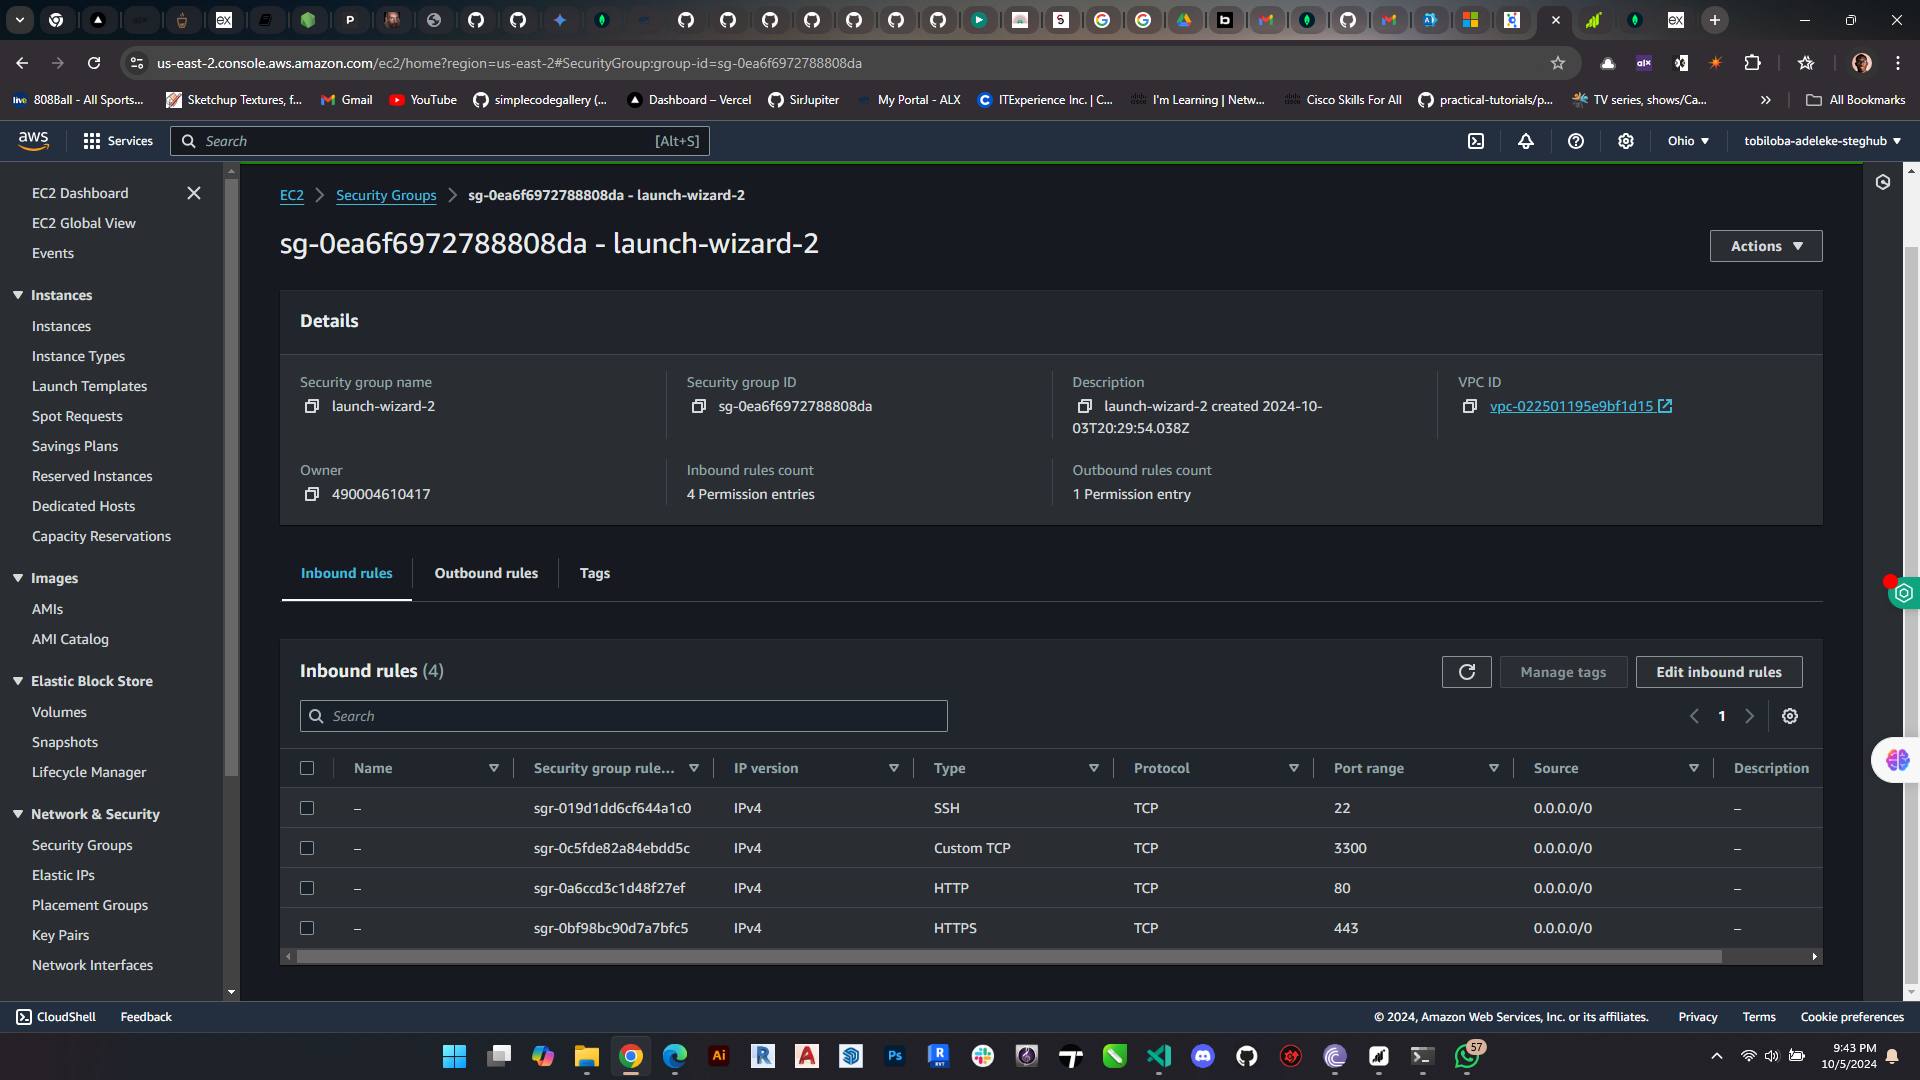 us-east-2.console.aws.amazon.com/ec2/home?region=us-east-2#SecurityGroup:group-id=sg-0ea6f6972788808da
808Ball - All Sports...
Sketchup Textures, f...
Gmail
YouTube
simplecodegallery (...
Dashboard – Vercel
SirJupiter
My Portal - ALX
ITExperience Inc. | C...
I'm Learning | Netw...
Cisco Skills For All
practical-tutorials/p...
TV series, shows/Ca...
All Bookmarks
aws
Services
Search
[Alt+S]
Ohio
tobiloba-adeleke-steghub
EC2 Dashboard
EC2 Global View
Events
Instances
Instances
Instance Types
Launch Templates
Spot Requests
Savings Plans
Reserved Instances
Dedicated Hosts
Capacity Reservations
Images
AMIs
AMI Catalog
Elastic Block Store
Volumes
Snapshots
Lifecycle Manager
Network & Security
Security Groups
Elastic IPs
Placement Groups
Key Pairs
Network Interfaces
EC2 > Security Groups > sg-0ea6f6972788808da - launch-wizard-2
sg-0ea6f6972788808da - launch-wizard-2
Actions
Details
Security group name
launch-wizard-2
Security group ID
sg-0ea6f6972788808da
Description
launch-wizard-2 created 2024-10-
03T20:29:54.038Z
VPC ID
vpc-022501195e9bf1d15
Owner
490004610417
Inbound rules count
4 Permission entries
Outbound rules count
1 Permission entry
Inbound rules
Outbound rules
Tags
Inbound rules (4)
Manage tags
Edit inbound rules
Search
1
Name Security group rule... IP version Type Protocol Port range Source Description
– sgr-019d1dd6cf644a1c0 IPv4 SSH TCP 22 0.0.0.0/0 –
– sgr-0c5fde82a84ebdd5c IPv4 Custom TCP TCP 3300 0.0.0.0/0 –
– sgr-0a6ccd3c1d48f27ef IPv4 HTTP TCP 80 0.0.0.0/0 –
– sgr-0bf98bc90d7a7bfc5 IPv4 HTTPS TCP 443 0.0.0.0/0 –
CloudShell
Feedback
© 2024, Amazon Web Services, Inc. or its affiliates.
Privacy
Terms
Cookie preferences
57
9:43 PM
10/5/2024